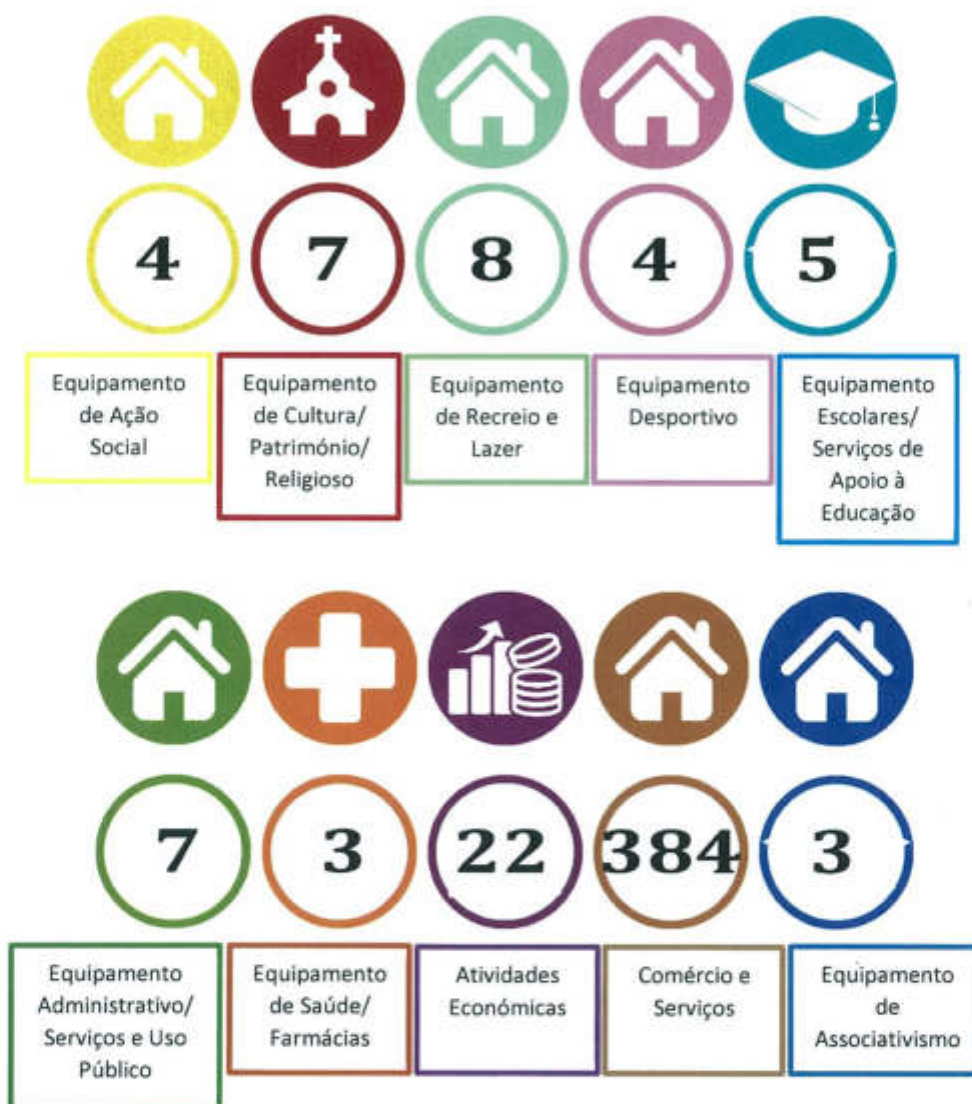 4
7
8
4
5
Equipamento
de Ação
Social
Equipamento
de Cultura/
Património/
Religioso
Equipamento
de Recreio e
Lazer
Equipamento
Desportivo
Equipamento
Escolares/
Serviços de
Apoio à
Educação
7
3
22
384
3
Equipamento
Administrativo/
Serviços e Uso
Público
Equipamento
de Saúde/
Farmácias
Atividades
Económicas
Comércio e
Serviços
Equipamento
de
Associativismo